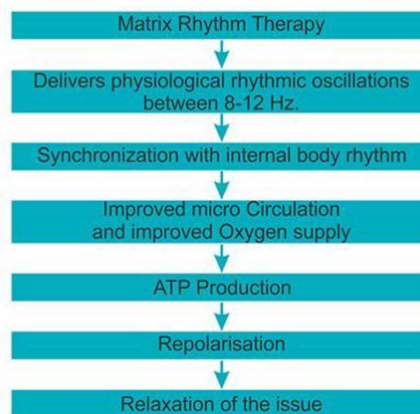 Matrix Rhythm Therapy
Delivers physiological rhythmic oscillations
between 8-12 Hz.
Synchronization with internal body rhythm
Improved micro Circulation
and improved Oxygen supply
ATP Production
Repolarisation
Relaxation of the issue